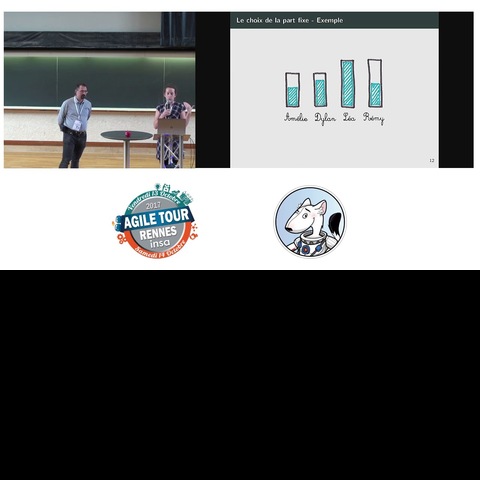 Le choix de la part fixe - Exemple
Amélie Dylan Léa Rémy
12
Vendredi 13 Octobre
2017
AGILE TOUR
RENNES
insa
Samedi 14 Octobre